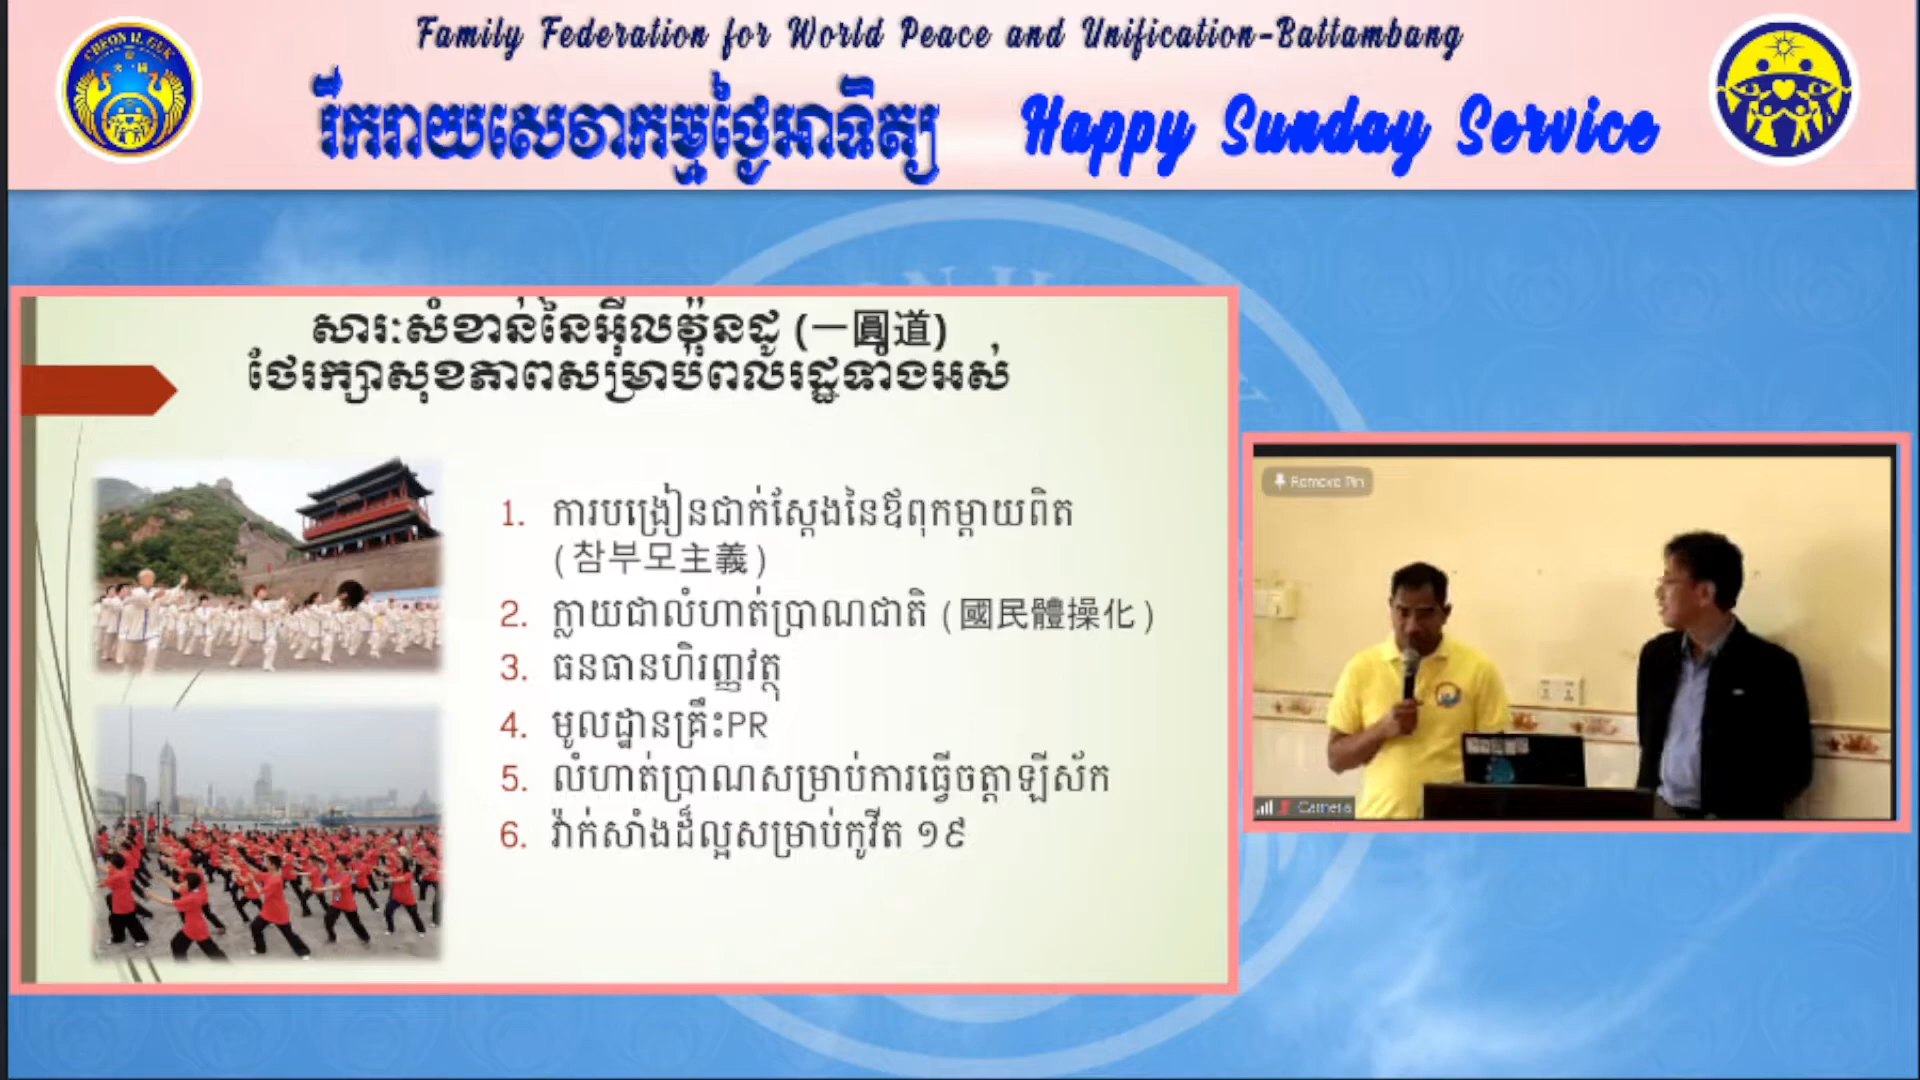 Family Federation for World Peace and Unification-Battambang
រីករាយសេវាកម្មថ្ងៃអាទិត្យ Happy Sunday Service
CHEON IL GUK
សារៈសំខាន់នៃអ៊ីលវ៉ុនដូ (一圓道)
ថែរក្សាសុខភាពសម្រាប់ពលរដ្ឋទាំងអស់
1. ការបង្រៀនជាក់ស្តែងនៃឪពុកម្តាយពិត
(참부모主義)
2. ក្លាយជាលំហាត់ប្រាណជាតិ (國民體操化)
3. ធនធានហិរញ្ញវត្ថុ
4. មូលដ្ឋានគ្រឹះPR
5. លំហាត់ប្រាណសម្រាប់ការធ្វើចត្តាឡីស័ក
6. វ៉ាក់សាំងដ៏ល្អសម្រាប់កូវីត ១៩
Remove Pin
Camera